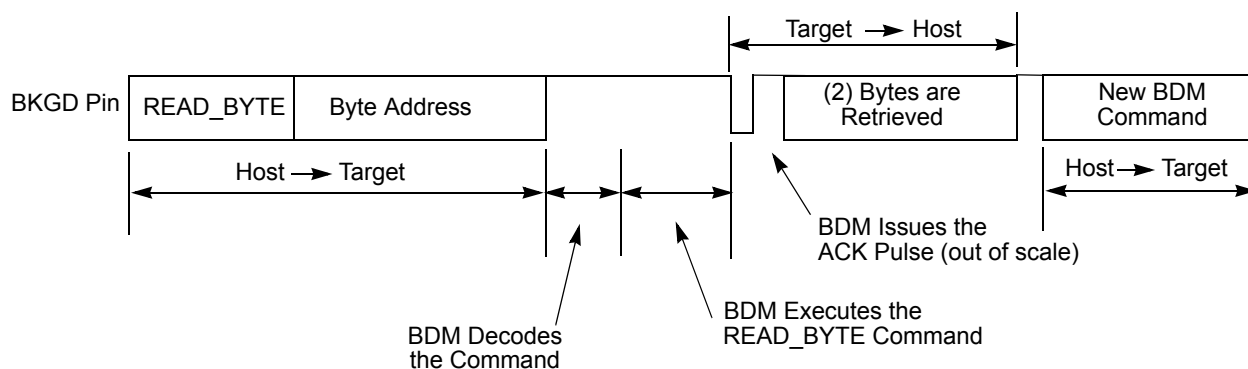 Target → Host
BKGD Pin
READ_BYTE
Byte Address
(2) Bytes are
Retrieved
New BDM
Command
Host → Target
Host → Target
BDM Issues the
ACK Pulse (out of scale)
BDM Decodes
the Command
BDM Executes the
READ_BYTE Command